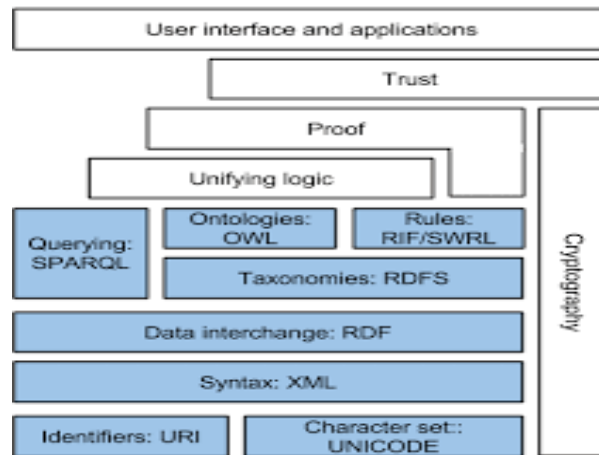 User interface and applications
Trust
Proof
Unifying logic
Querying:
SPARQL
Ontologies:
OWL
Rules:
RIF/SWRL
Taxonomies: RDFS
Data interchange: RDF
Syntax: XML
Identifiers: URI
Character set::
UNICODE
Cryptography